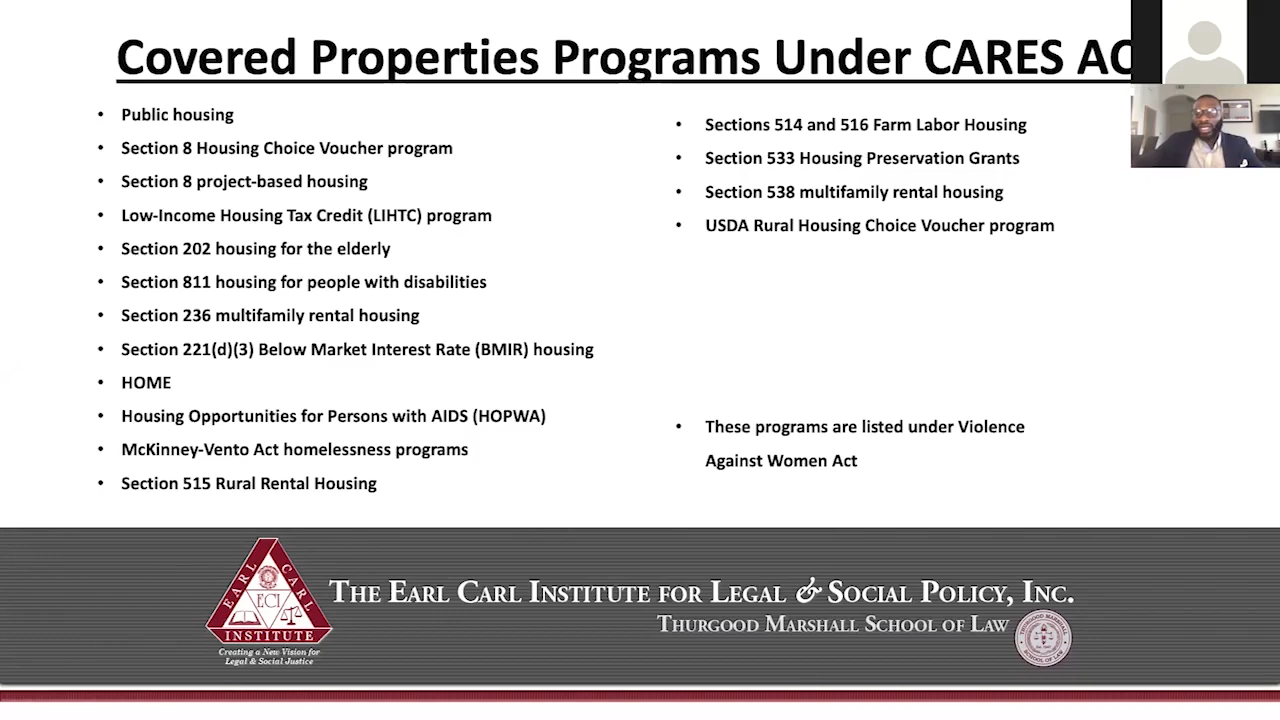 Covered Properties Programs Under CARES AC
• Public housing
• Section 8 Housing Choice Voucher program
• Section 8 project-based housing
• Low-Income Housing Tax Credit (LIHTC) program
• Section 202 housing for the elderly
• Section 811 housing for people with disabilities
• Section 236 multifamily rental housing
• Section 221(d)(3) Below Market Interest Rate (BMIR) housing
• HOME
• Housing Opportunities for Persons with AIDS (HOPWA)
• McKinney-Vento Act homelessness programs
• Section 515 Rural Rental Housing
• Sections 514 and 516 Farm Labor Housing
• Section 533 Housing Preservation Grants
• Section 538 multifamily rental housing
• USDA Rural Housing Choice Voucher program
• These programs are listed under Violence
Against Women Act
EARL CARL
ECI
INSTITUTE
Creating a New Vision for
Legal & Social Justice
THE EARL CARL INSTITUTE FOR LEGAL & SOCIAL POLICY, INC.
THURGOOD MARSHALL SCHOOL OF LAW
THURGOOD MARSHALL
SCHOOL OF LAW